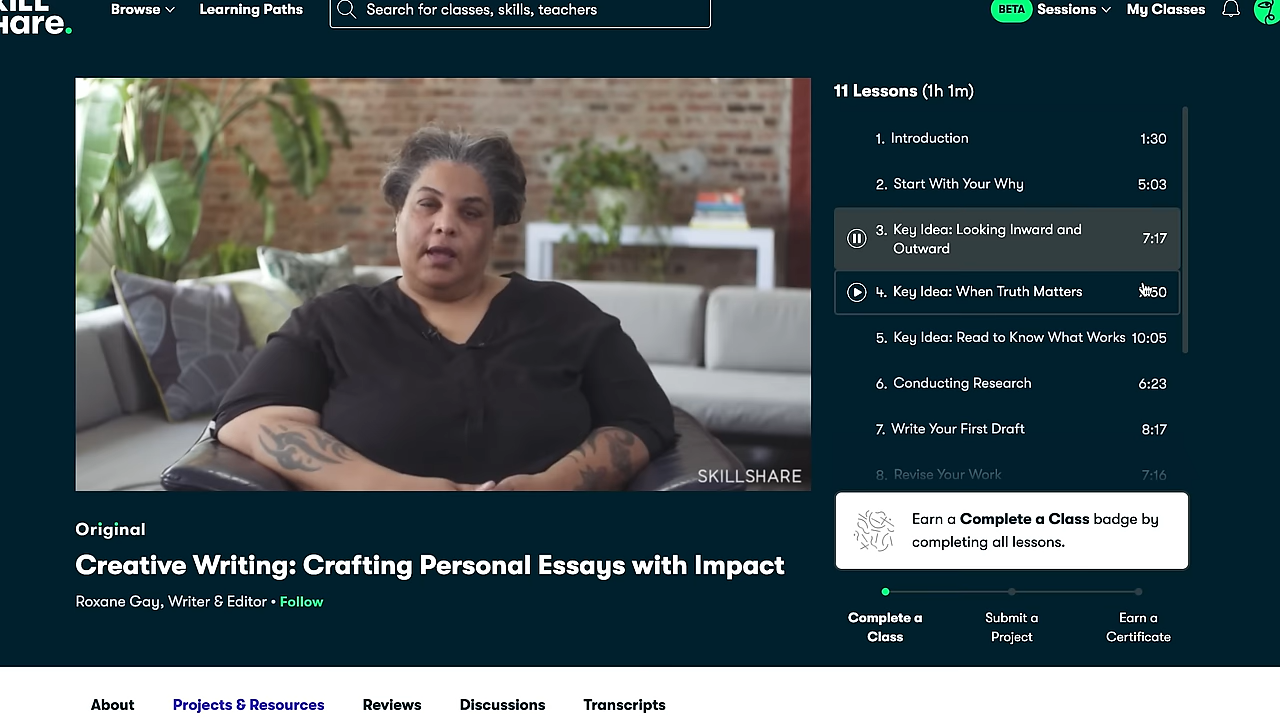 Browse
Learning Paths
Search for classes, skills, teachers
BETA
Sessions
My Classes
hare.
11 Lessons (1h 1m)
1. Introduction 1:30
2. Start With Your Why 5:03
3. Key Idea: Looking Inward and
Outward
7:17
4. Key Idea: When Truth Matters
5. Key Idea: Read to Know What Works 10:05
6. Conducting Research 6:23
7. Write Your First Draft 8:17
8. Revise Your Work 7:16
SKILLSHARE
Earn a Complete a Class badge by
completing all lessons.
Original
Creative Writing: Crafting Personal Essays with Impact
Roxane Gay, Writer & Editor • Follow
Complete a
Class
Submit a
Project
Earn a
Certificate
About
Projects & Resources
Reviews
Discussions
Transcripts